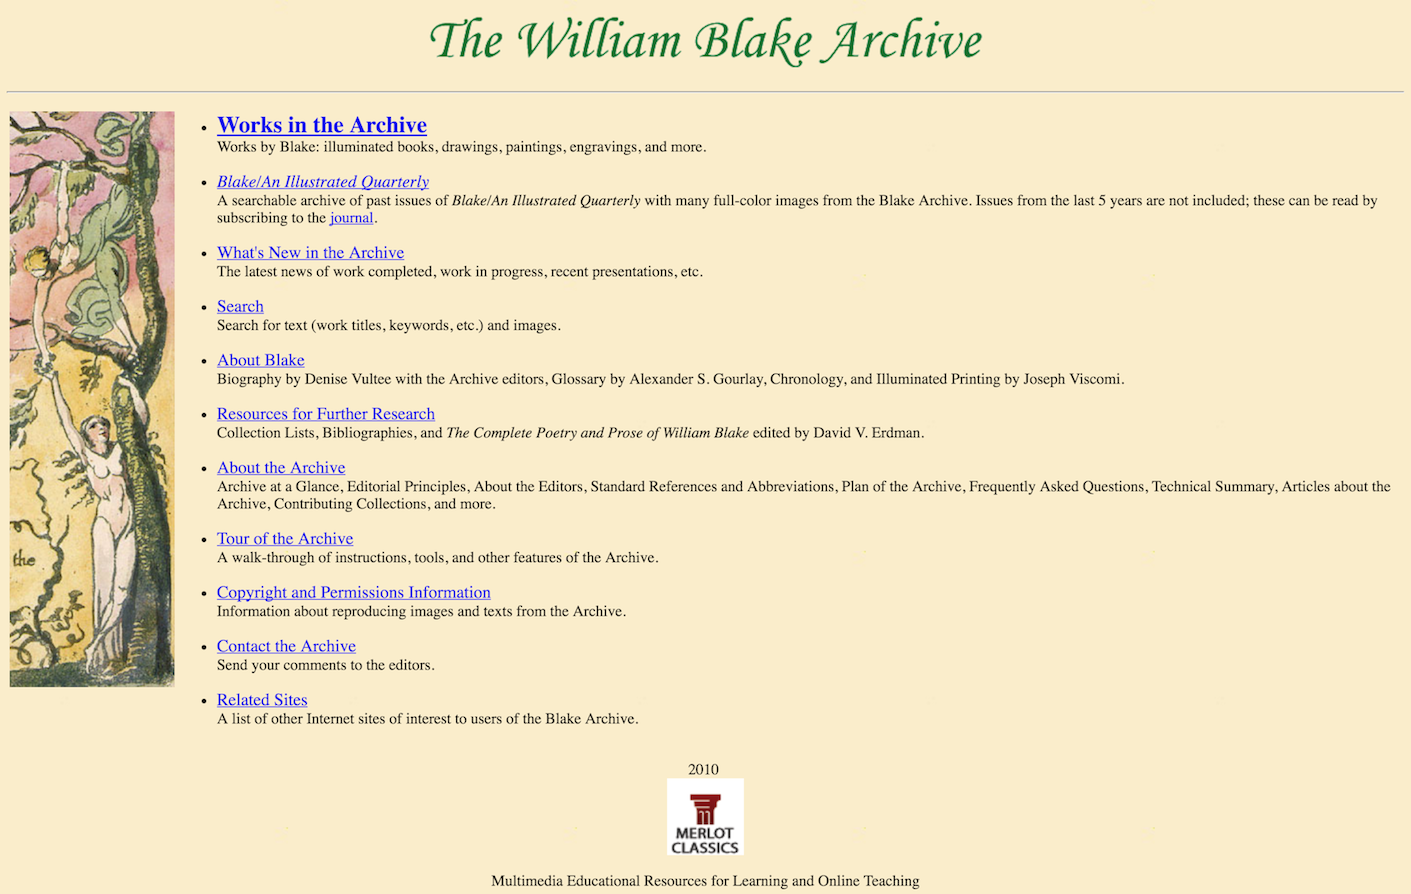 The William Blake Archive
Works in the Archive
Works by Blake: illuminated books, drawings, paintings, engravings, and more.
Blake/An Illustrated Quarterly
A searchable archive of past issues of Blake/An Illustrated Quarterly with many full-color images from the Blake Archive. Issues from the last 5 years are not included; these can be read by
subscribing to the journal.
What's New in the Archive
The latest news of work completed, work in progress, recent presentations, etc.
Search
Search for text (work titles, keywords, etc.) and images.
About Blake
Biography by Denise Vultee with the Archive editors, Glossary by Alexander S. Gourlay, Chronology, and Illuminated Printing by Joseph Viscomi.
Resources for Further Research
Collection Lists, Bibliographies, and The Complete Poetry and Prose of William Blake edited by David V. Erdman.
About the Archive
Archive at a Glance, Editorial Principles, About the Editors, Standard References and Abbreviations, Plan of the Archive, Frequently Asked Questions, Technical Summary, Articles about the
Archive, Contributing Collections, and more.
Tour of the Archive
A walk-through of instructions, tools, and other features of the Archive.
the
Copyright and Permissions Information
Information about reproducing images and texts from the Archive.
Contact the Archive
Send your comments to the editors.
Related Sites
A list of other Internet sites of interest to users of the Blake Archive.
2010
m
MERLOT
CLASSICS
Multimedia Educational Resources for Learning and Online Teaching